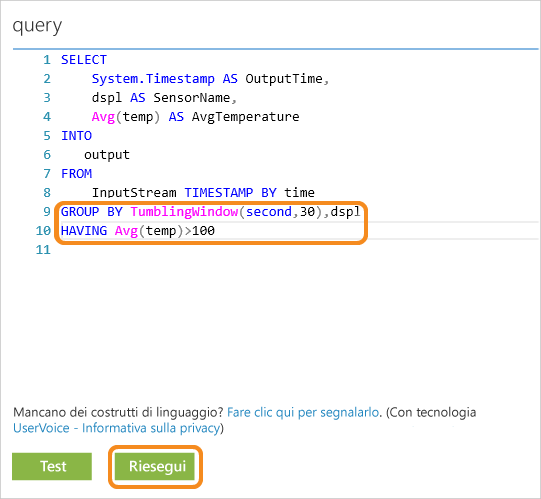 query
1 SELECT
2 System.Timestamp AS OutputTime,
3 dspl AS SensorName,
4 Avg(temp) AS AvgTemperature
5 INTO
6 output
7 FROM
8 InputStream TIMESTAMP BY time
9 GROUP BY TumblingWindow(second,30),dspl
10 HAVING Avg(temp)>100
11
Mancano dei costrutti di linguaggio? Fare clic qui per segnalarlo. (Con tecnologia
UserVoice - Informativa sulla privacy)
Test Riesegui